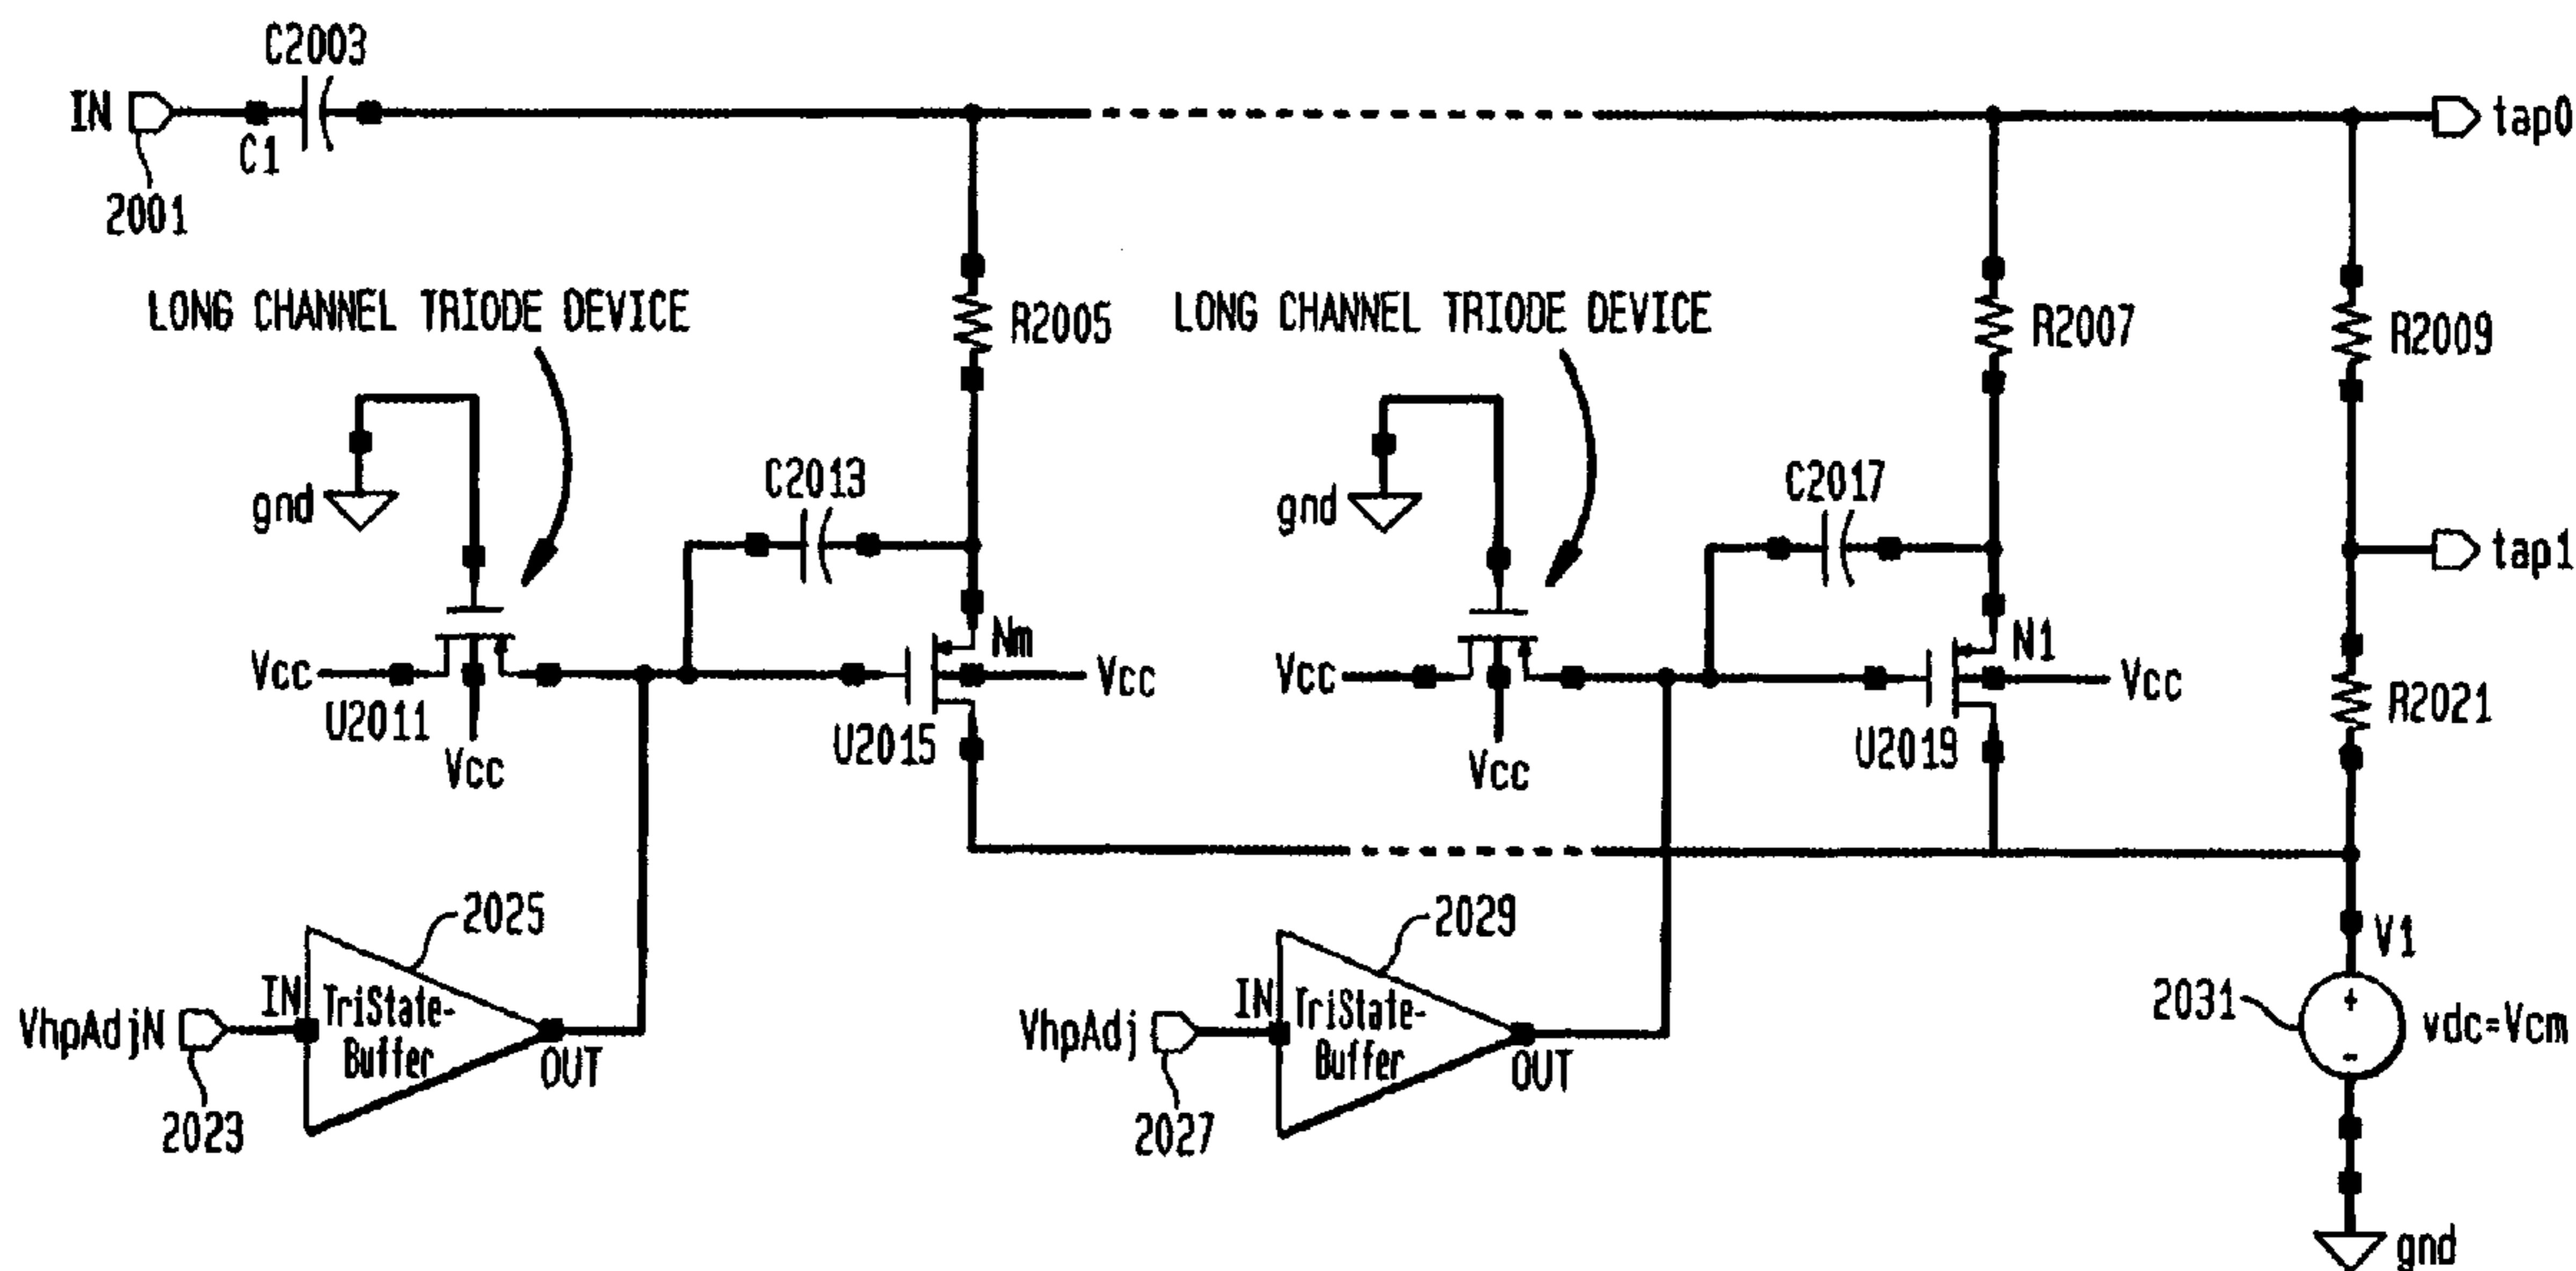 C2003
IN
C1
2001
tap0
LONG CHANNEL TRIODE DEVICE
R2005
LONG CHANNEL TRIODE DEVICE
R2007
R2009
gnd
C2013
gnd
C2017
tap1
Vcc
U2011
Vcc
Nm
Vcc
U2015
Vcc
Vcc
N1
Vcc
U2019
R2021
2025
VhpAdjN
IN
TriState-
Buffer
OUT
2023
2029
VhpAdj
IN
TriState-
Buffer
OUT
2027
V1
2031
+
-
vdc=Vcm
gnd